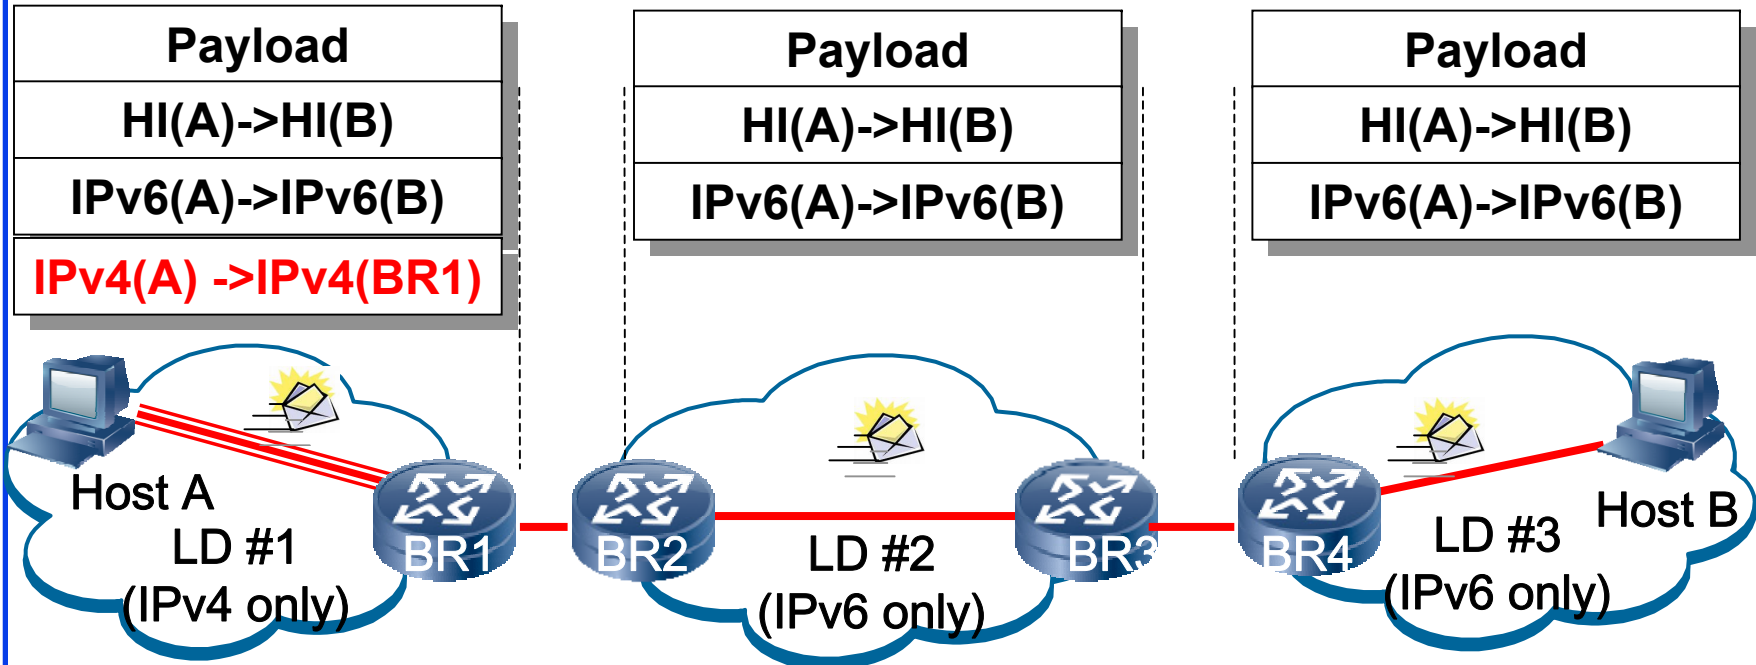 Payload
HI(A)->HI(B)
IPv6(A)->IPv6(B)
IPv4(A) ->IPv4(BR1)
Payload
HI(A)->HI(B)
IPv6(A)->IPv6(B)
Payload
HI(A)->HI(B)
IPv6(A)->IPv6(B)
Host A
LD #1
(IPv4 only)
BR1
BR2
LD #2
(IPv6 only)
BR3
BR4
LD #3
(IPv6 only)
Host B